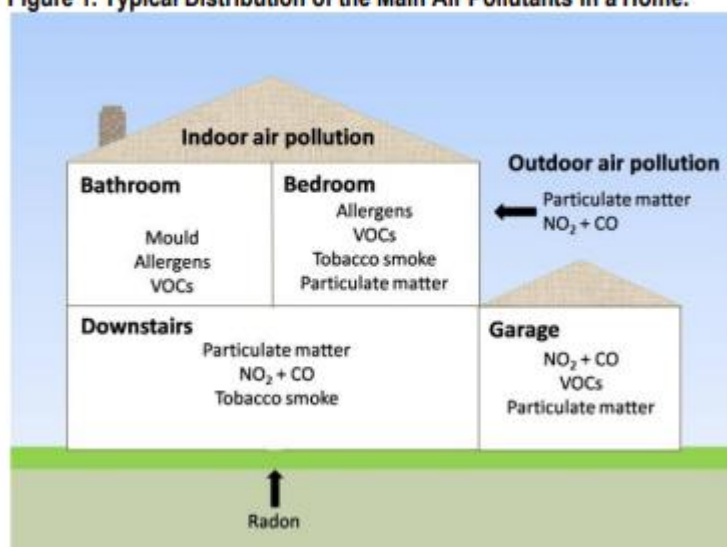 Figure 1. Typical Distribution of the Main Air Pollutants in a Home.
Indoor air pollution
Bathroom
Mould
Allergens
VOCs
Bedroom
Allergens
VOCs
Tobacco smoke
Particulate matter
Outdoor air pollution
Particulate matter
NO₂ + CO
Downstairs
Particulate matter
NO₂ + CO
Tobacco smoke
Garage
NO₂ + CO
VOCs
Particulate matter
Radon